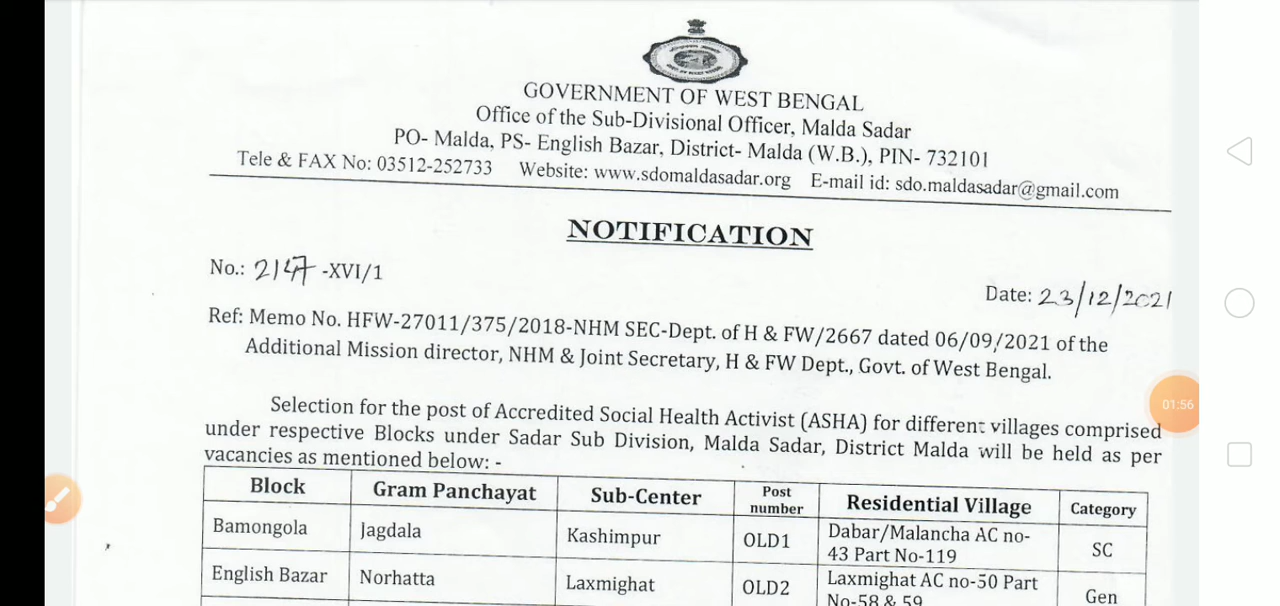 GOVERNMENT OF WEST BENGAL
Office of the Sub-Divisional Officer, Malda Sadar
PO- Malda, PS- English Bazar, District- Malda (W.B.), PIN- 732101
Tele & FAX No: 03512-252733 Website: www.sdomaldasadar.org E-mail id: sdo.maldasadar@gmail.com
NOTIFICATION
No.: 2147 -XVI/1
Date: 23/12/2021
Ref: Memo No. HFW-27011/375/2018-NHM SEC-Dept. of H & FW/2667 dated 06/09/2021 of the
Additional Mission director, NHM & Joint Secretary, H & FW Dept., Govt. of West Bengal.
Selection for the post of Accredited Social Health Activist (ASHA) for different villages comprised
under respective Blocks under Sadar Sub Division, Malda Sadar, District Malda will be held as per
vacancies as mentioned below: -
Block Gram Panchayat Sub-Center Post number Residential Village Category
Bamongola Jagdala Kashimpur OLD1 Dabar/Malancha AC no-
43 Part No-119 SC
English Bazar Norhatta Laxmighat OLD2 Laxmighat AC no-50 Part
No-58 & 59 Gen
01:56